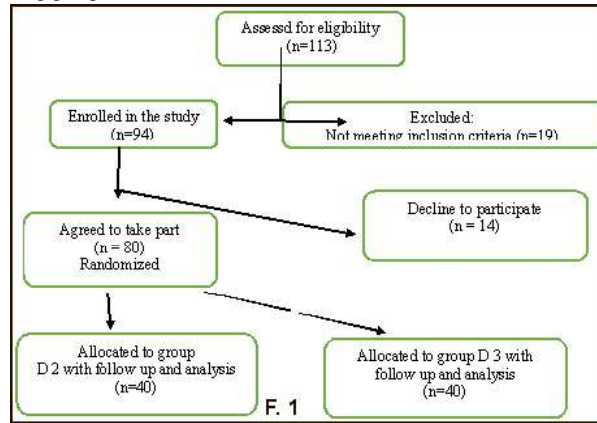 Assessd for eligibility
(n=113)
Enrolled in the study
(n=94)
Excluded:
Not meeting inclusion criteria (n=19)
Decline to participate
(n = 14)
Agreed to take part
(n = 80)
Randomized
Allocated to group
D 2 with follow up and analysis
(n=40)
Allocated to group D 3 with
follow up and analysis
(n=40)
F. 1